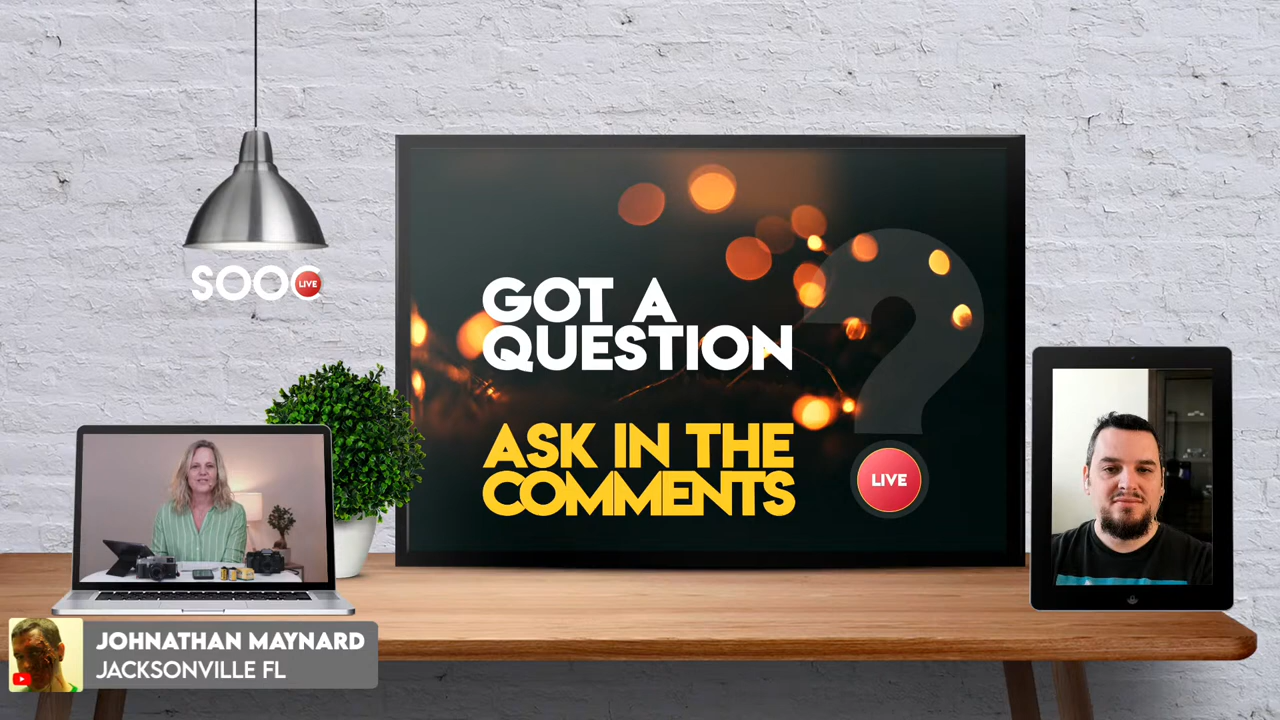 SOOC
LIVE
GOT A
QUESTION
ASK IN THE
COMMENTS
LIVE
?
JOHNATHAN MAYNARD
JACKSONVILLE FL